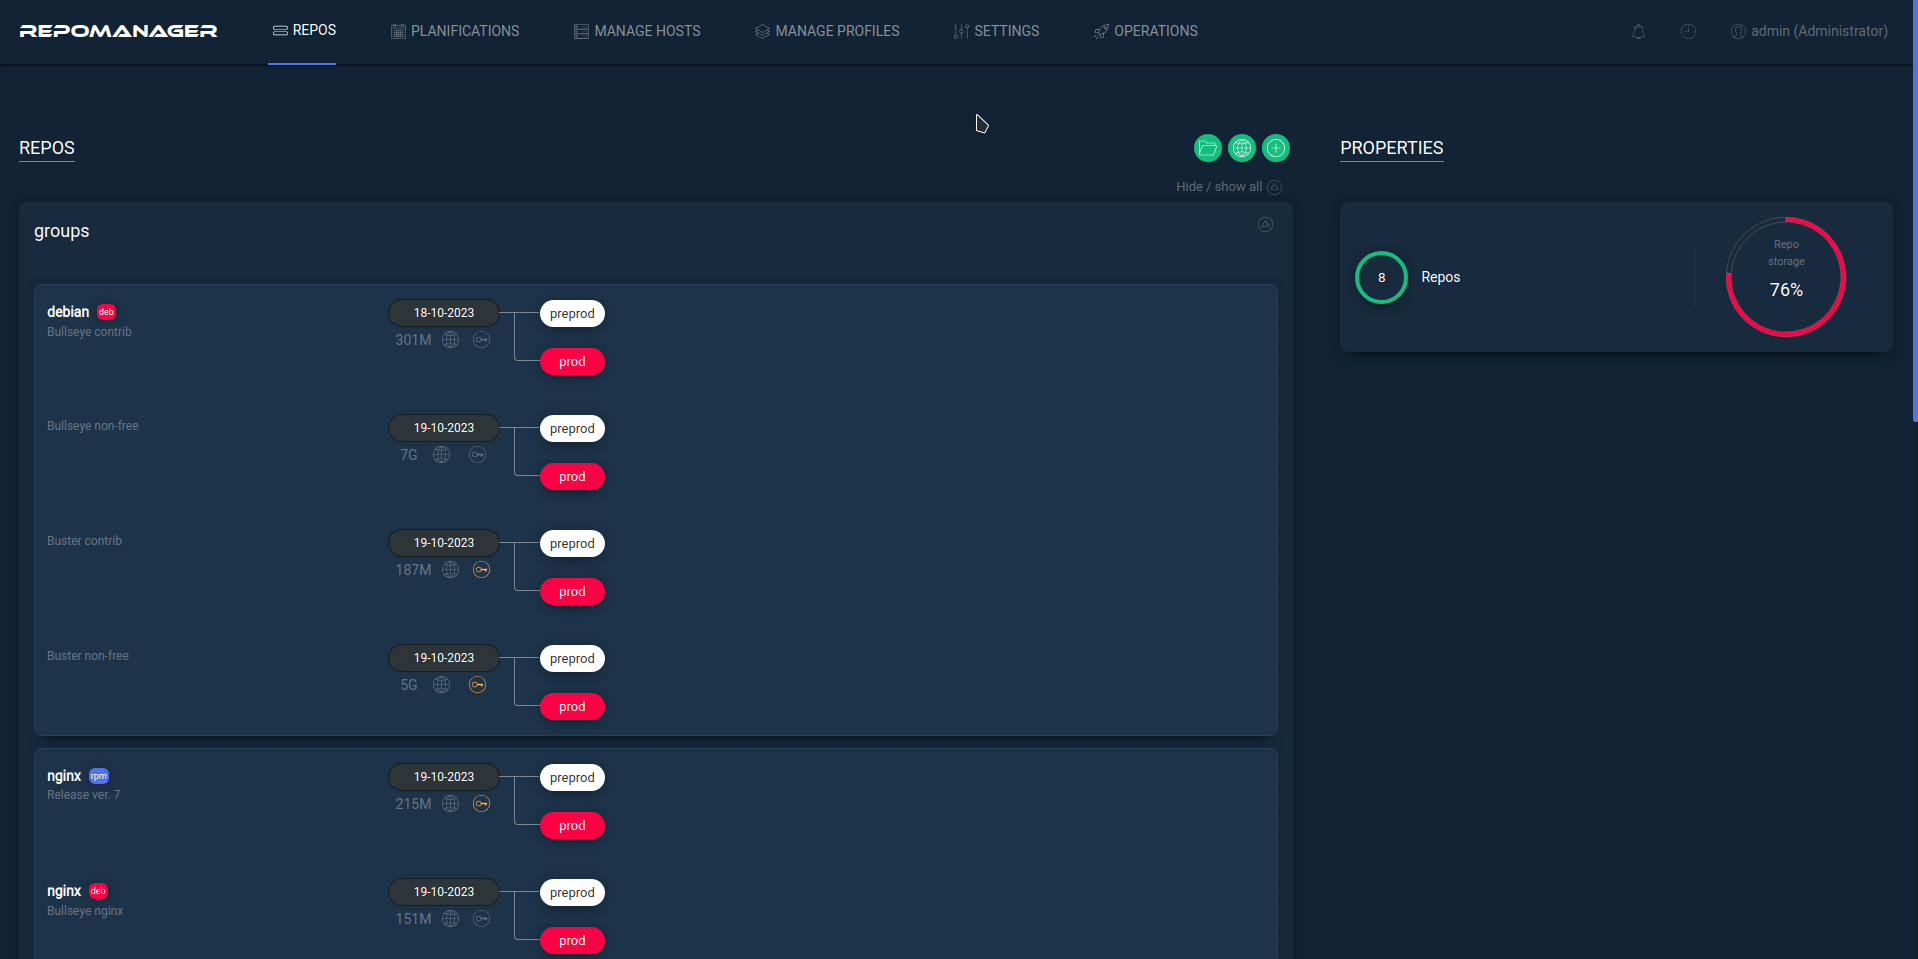 REPOMANAGER
REPOS
PLANIFICATIONS
MANAGE HOSTS
MANAGE PROFILES
SETTINGS
OPERATIONS
admin (Administrator)
REPOS
Hide / show all
groups
debian deb
Bullseye contrib
18-10-2023
301M
preprod
prod
Bullseye non-free
19-10-2023
7G
preprod
prod
Buster contrib
19-10-2023
187M
preprod
prod
Buster non-free
19-10-2023
5G
preprod
prod
nginx rpm
Release ver. 7
19-10-2023
215M
preprod
prod
nginx deb
Bullseye nginx
19-10-2023
151M
preprod
prod
PROPERTIES
8 Repos
Repo
storage
76%